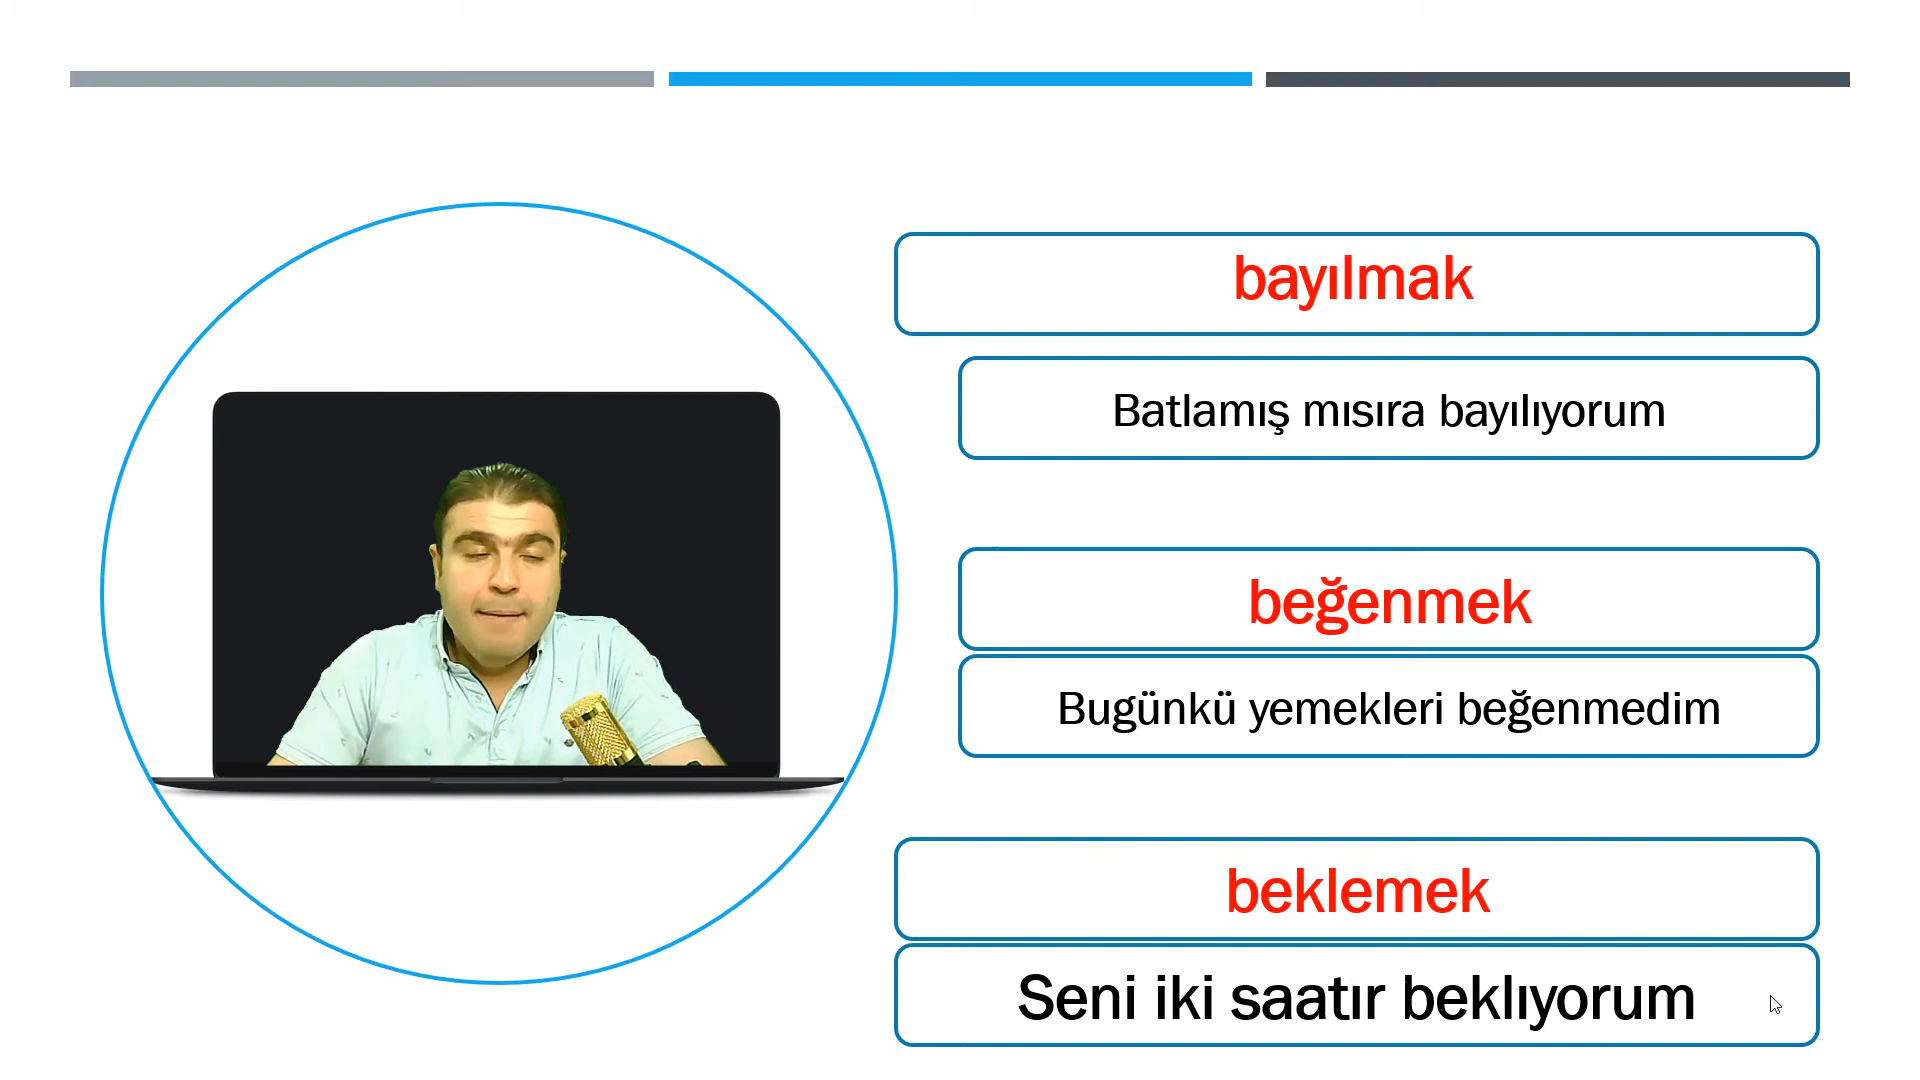 bayılmak
Batlamış mısıra bayılıyorum
beğenmek
Bugünkü yemekleri beğenmedim
beklemek
Seni iki saatır beklıyorum